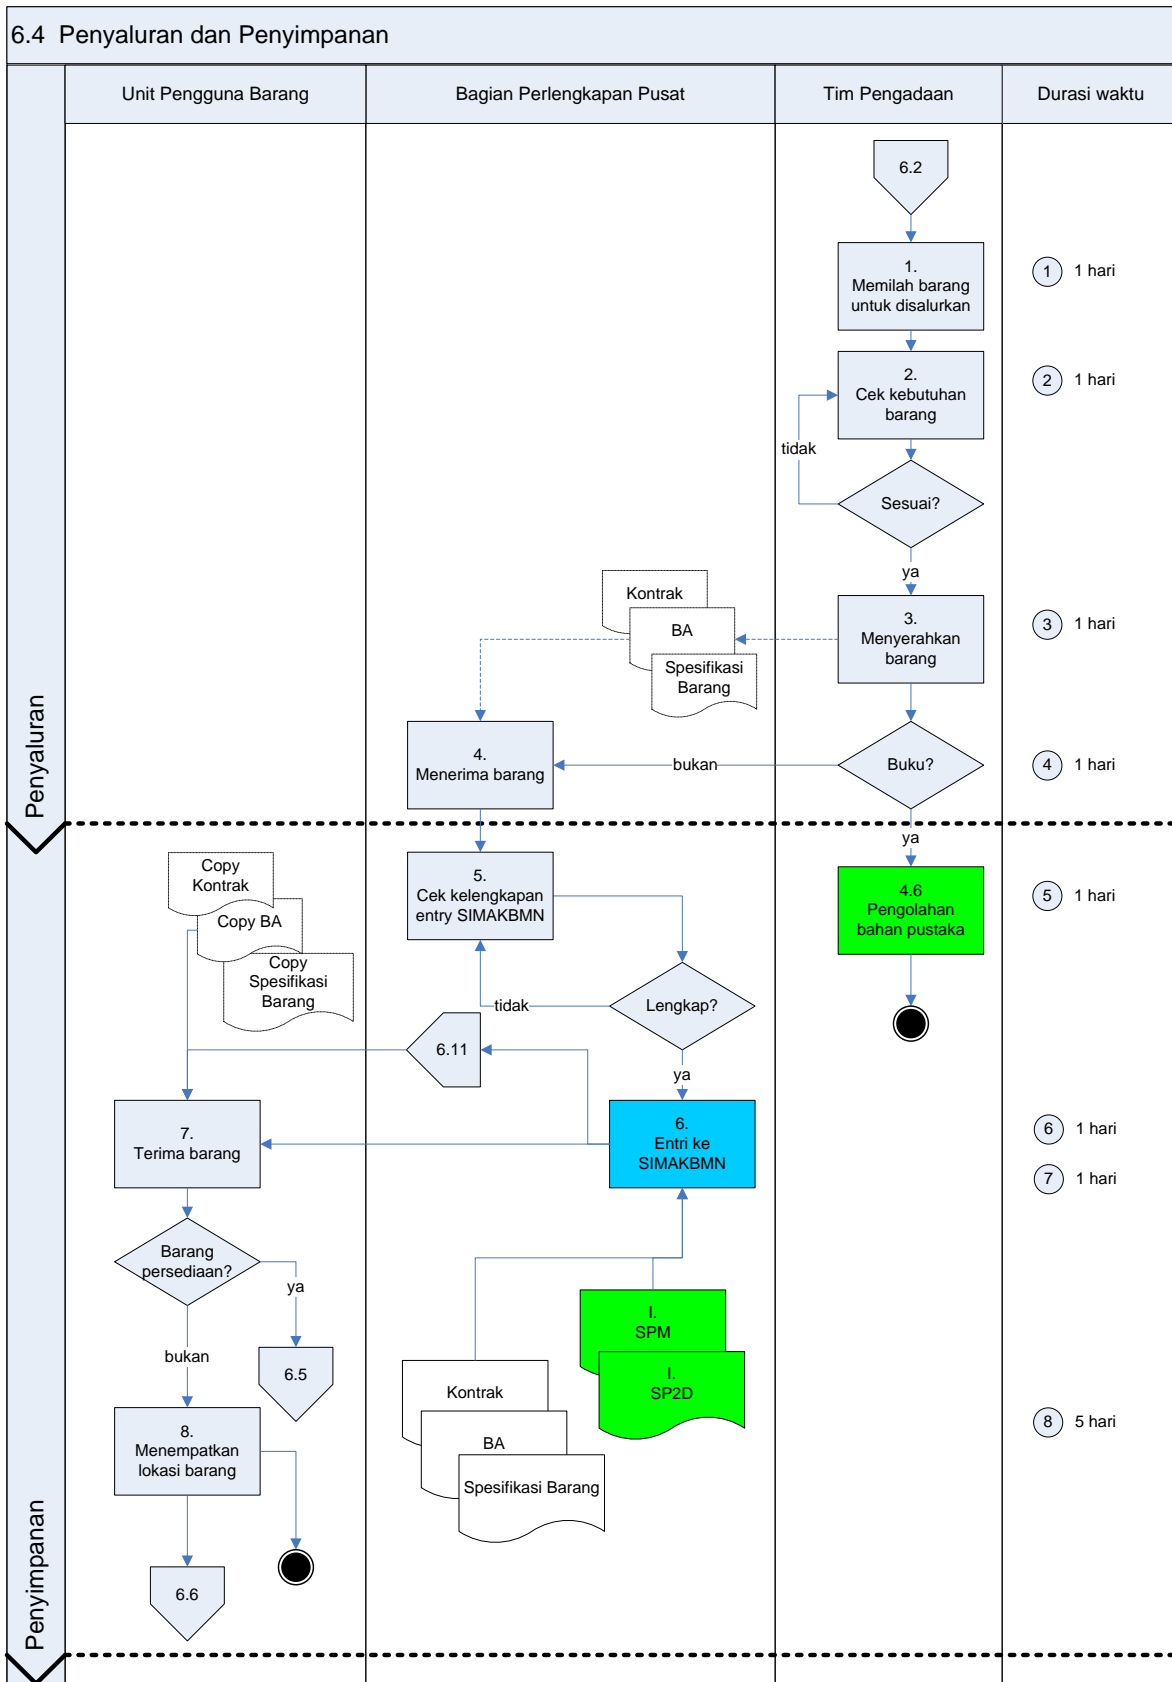 6.4 Penyaluran dan Penyimpanan
Unit Pengguna Barang
Bagian Perlengkapan Pusat
Tim Pengadaan
Durasi waktu
Penyaluran
6.2
1.
Memilah barang
untuk disalurkan
1 1 hari
2.
Cek kebutuhan
barang
2 1 hari
tidak
Sesuai?
ya
Kontrak
BA
Spesifikasi
Barang
3.
Menyerahkan
barang
3 1 hari
4.
Menerima barang
bukan
Buku?
4 1 hari
ya
Penyimpanan
Copy
Kontrak
Copy BA
Copy
Spesifikasi
Barang
5.
Cek kelengkapan
entry SIMAKBMN
4.6
Pengolahan
bahan pustaka
5 1 hari
tidak
Lengkap?
6.11
ya
7.
Terima barang
6.
Entri ke
SIMAKBMN
6 1 hari
7 1 hari
Barang
persediaan?
ya
bukan
6.5
I.
SPM
I.
SP2D
Kontrak
BA
Spesifikasi Barang
8.
Menempatkan
lokasi barang
8 5 hari
6.6